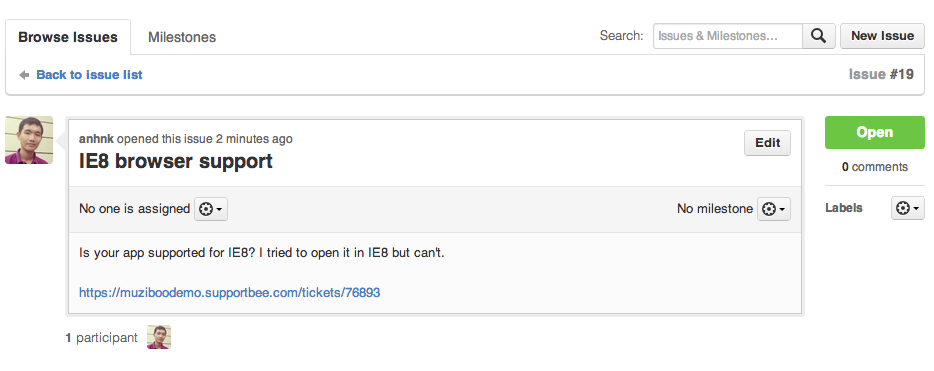 Browse Issues Milestones Search: Issues & Milestones... New Issue
Back to issue list Issue #19
anhnk opened this issue 2 minutes ago
IE8 browser support
Edit
Open
0 comments
No one is assigned No milestone
Labels
Is your app supported for IE8? I tried to open it in IE8 but can't.
https://muziboodemo.supportbee.com/tickets/76893
1 participant